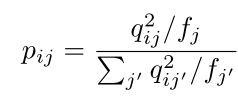 p_{ij} = \frac{q_{ij}^2 / f_j}{\sum_{j'} q_{ij'}^2 / f_{j'}}